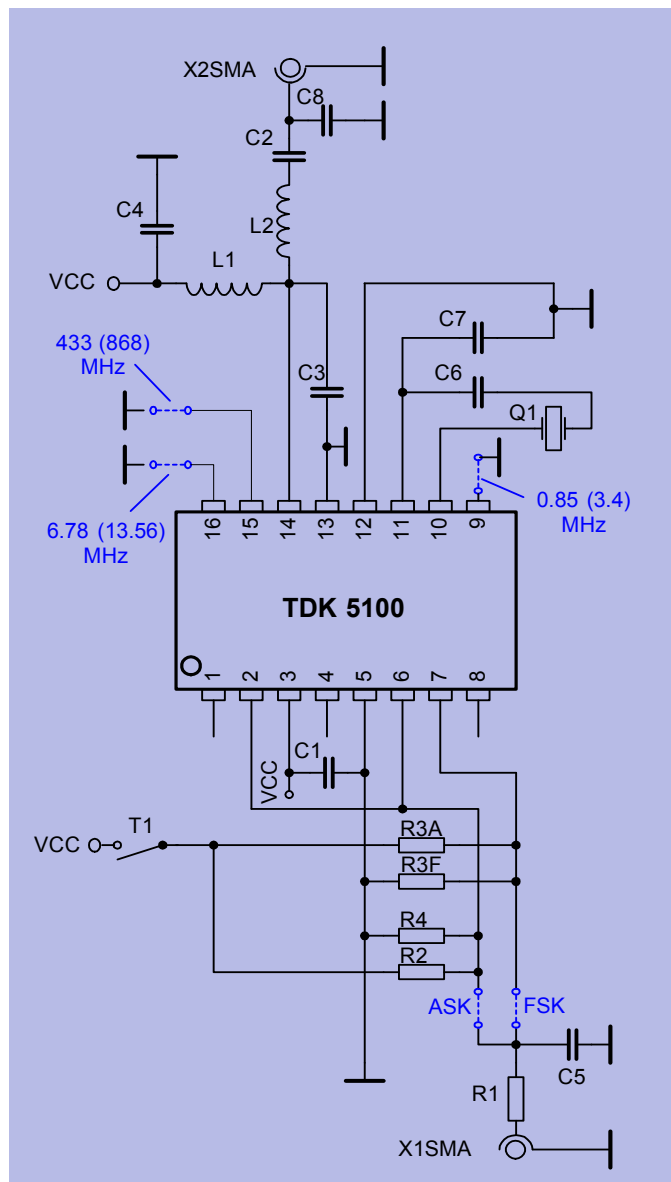 X2SMA
C8
C2
C4
L2
L1
VCC
C7
433 (868)
MHz
C3
C6
Q1
6.78 (13.56)
MHz
0.85 (3.4)
MHz
16 15 14 13 12 11 10 9
TDK 5100
1 2 3 4 5 6 7 8
C1
VCC
T1
VCC
R3A
R3F
R4
R2
ASK
FSK
C5
R1
X1SMA